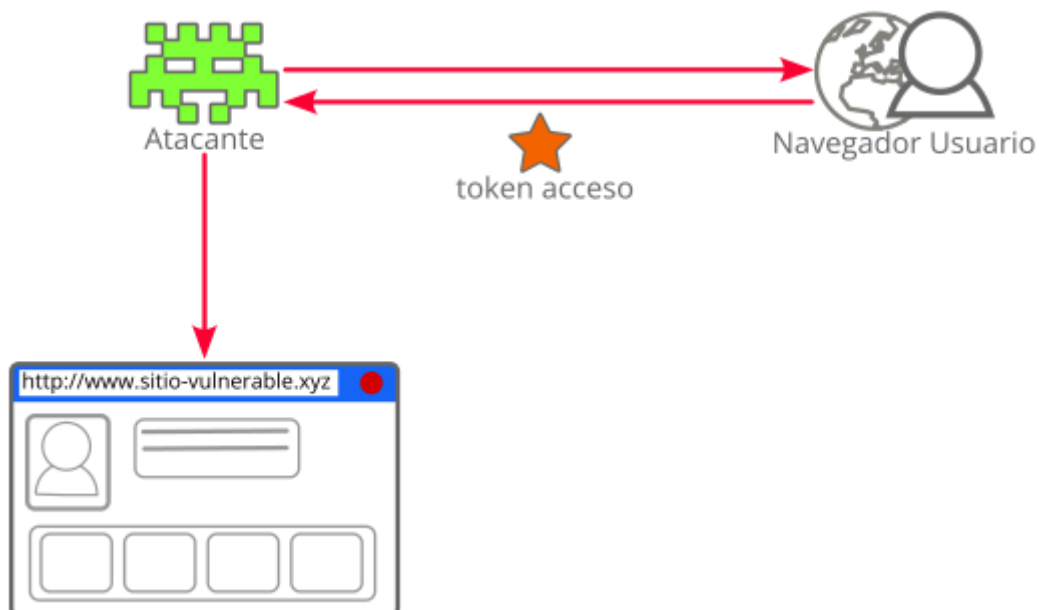 Atacante
Navegador Usuario
token acceso
http://www.sitio-vulnerable.xyz